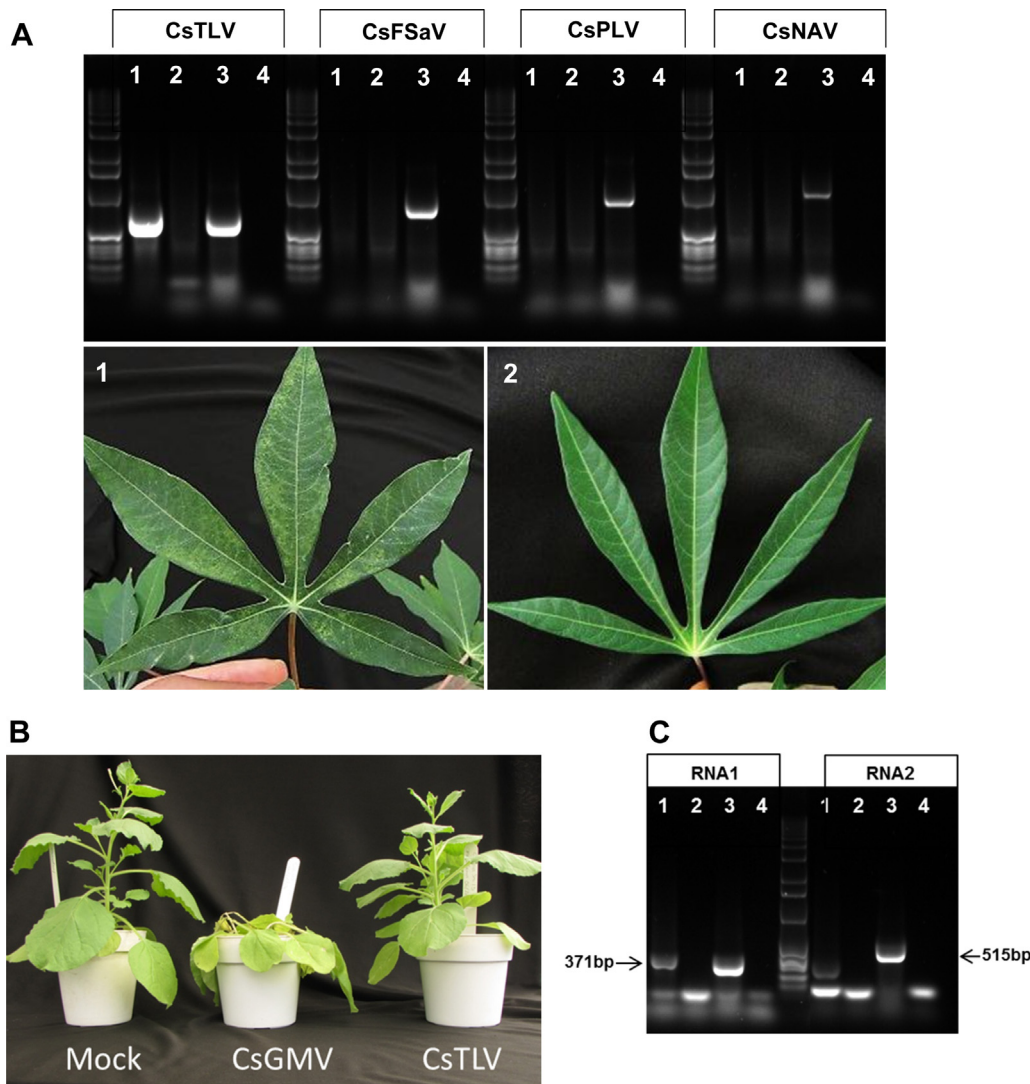 A
CsTLV CsFSaV CsPLV CsNAV
1 2 3 4 1 2 3 4 1 2 3 4 1 2 3 4
1 2
B
Mock CsGMV CsTLV
C
RNA1 RNA2
1 2 3 4 1 2 3 4
371bp 515bp